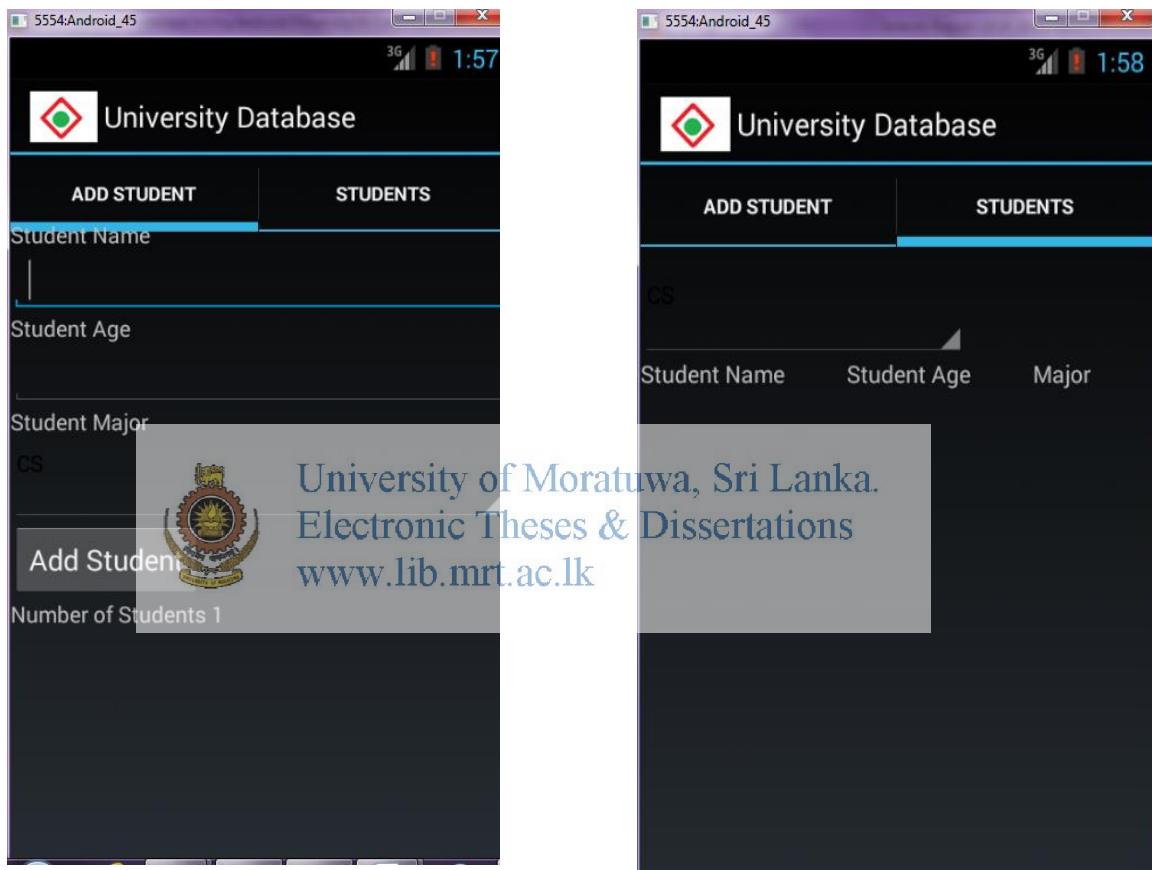 5554:Android_45
3G 1:57
University Database
ADD STUDENT STUDENTS
Student Name
Student Age
Student Major
CS
Add Student
Number of Students 1
5554:Android_45
3G 1:58
University Database
ADD STUDENT STUDENTS
CS
Student Name Student Age Major
University of Moratuwa, Sri Lanka.
Electronic Theses & Dissertations
www.lib.mrt.ac.lk